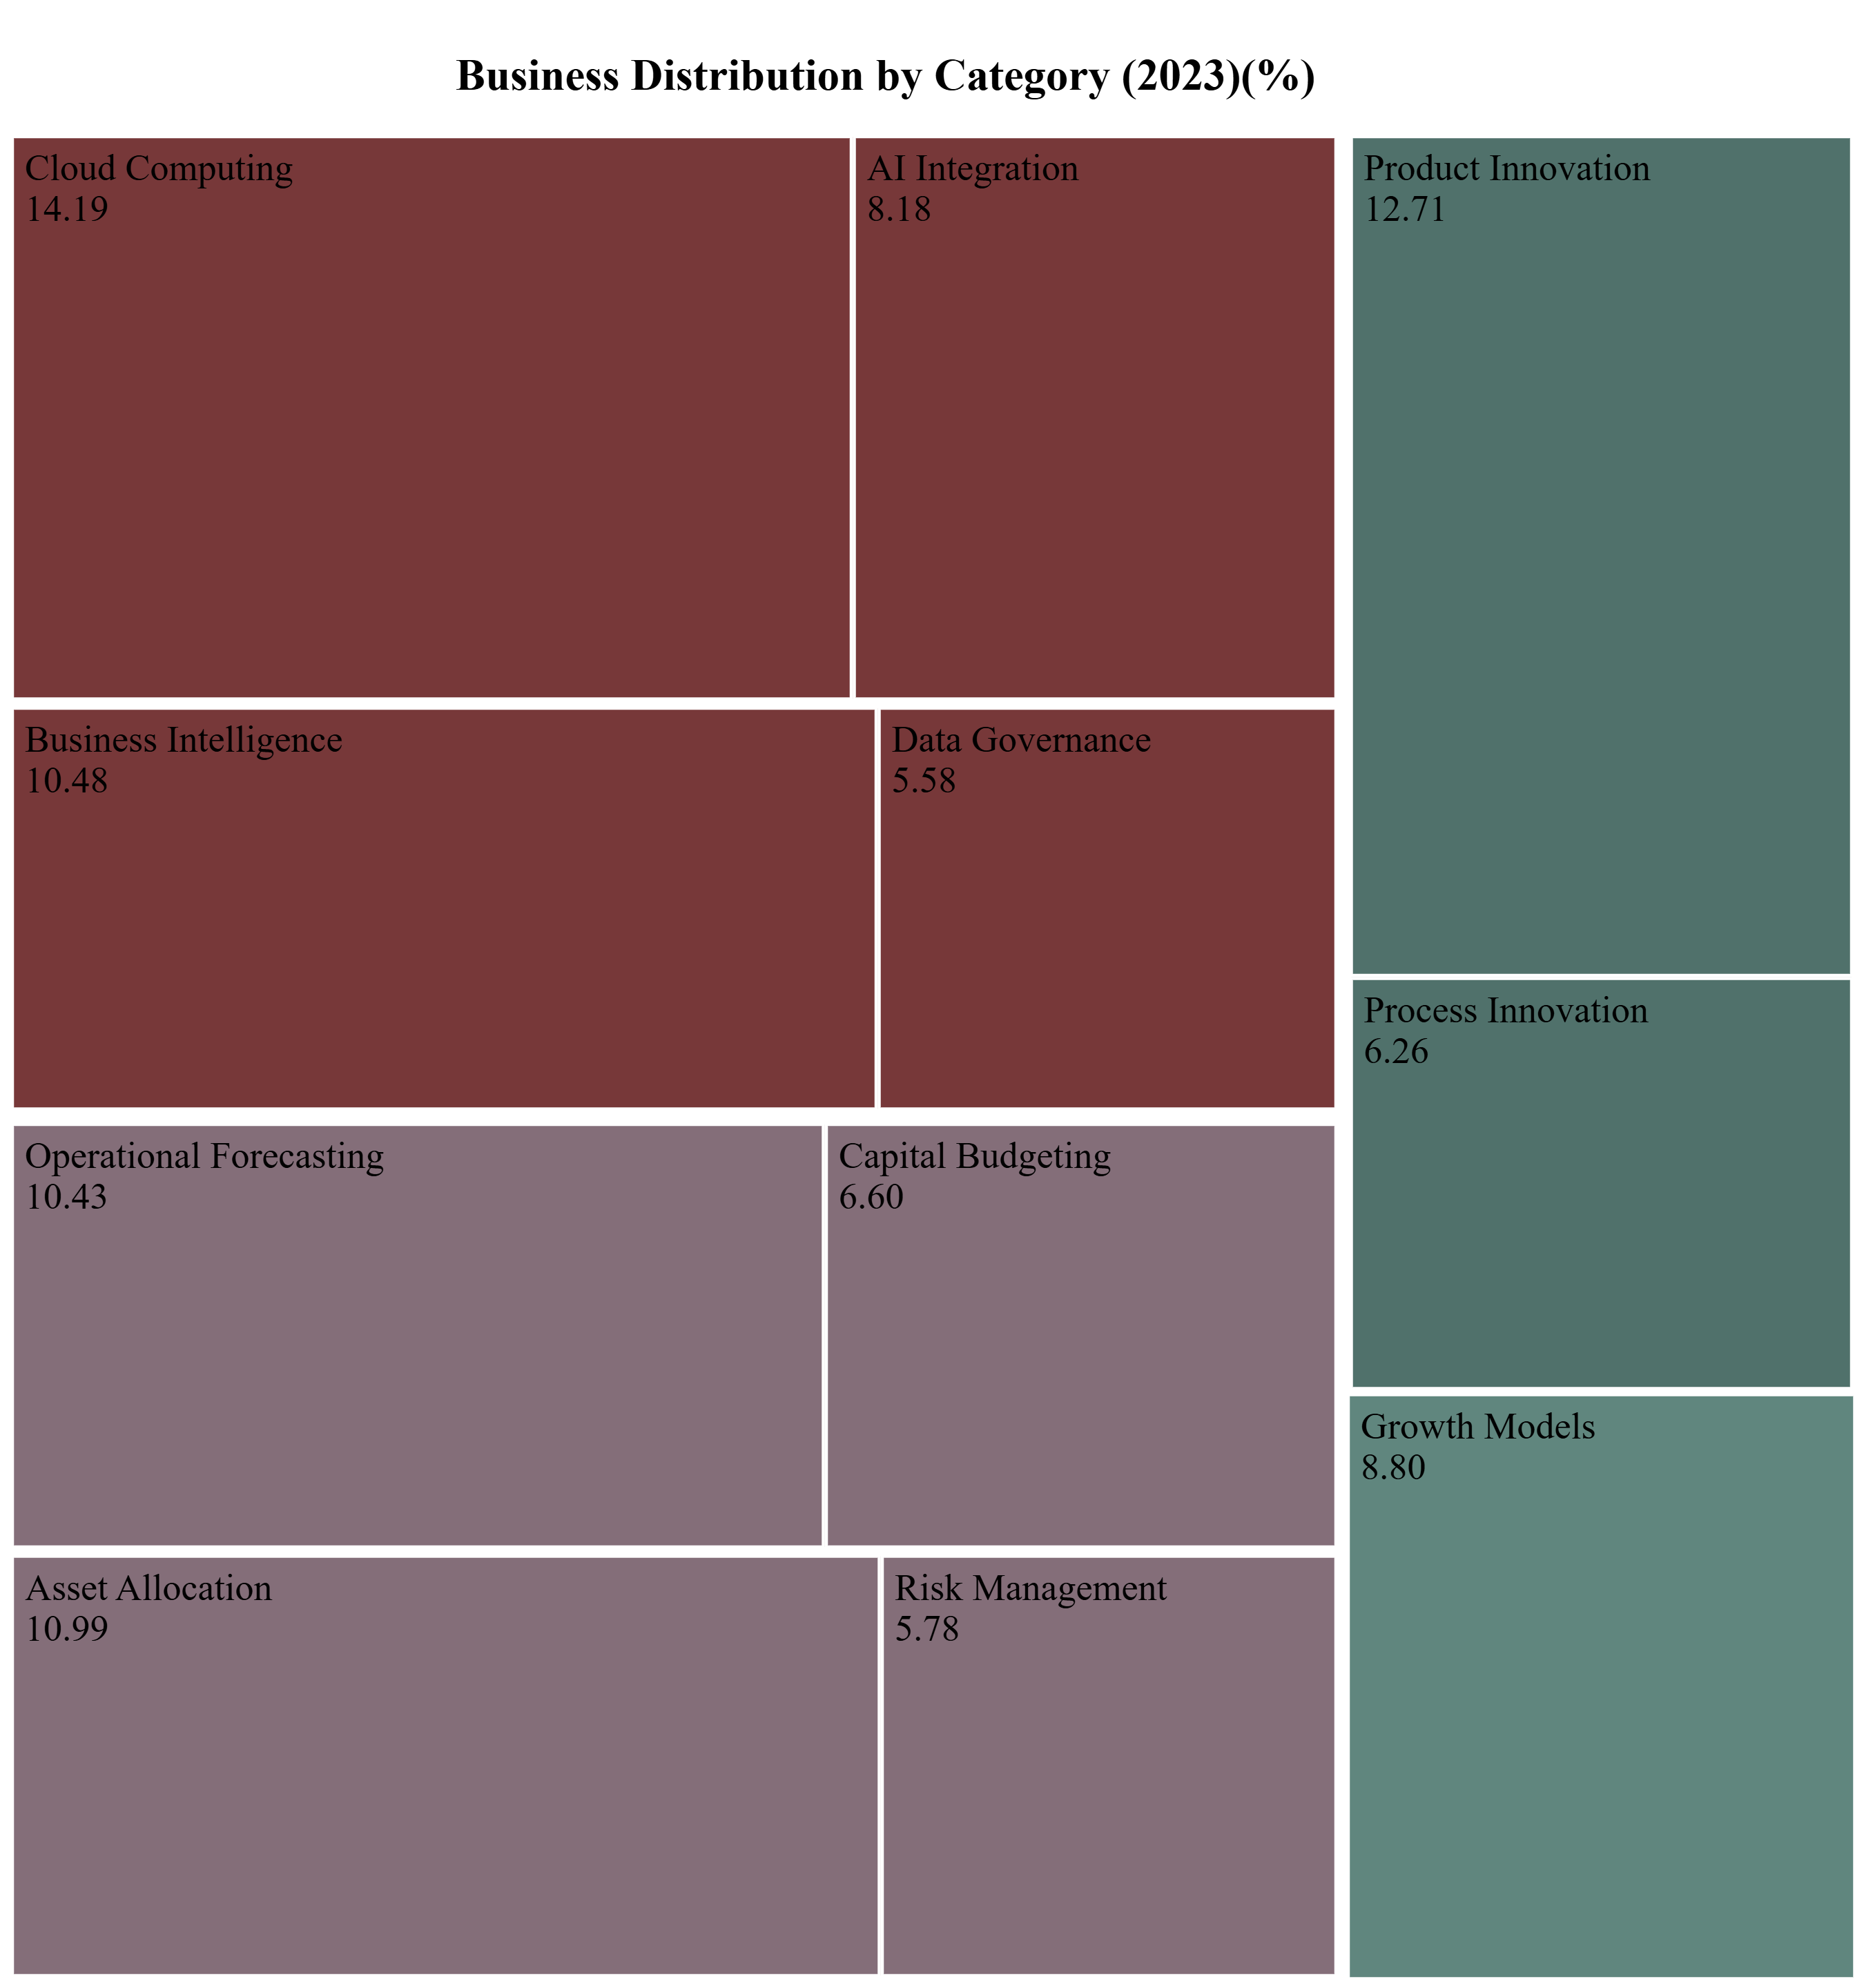 Business Distribution by Category (2023)(%)
Cloud Computing
14.19
AI Integration
8.18
Product Innovation
12.71
Business Intelligence
10.48
Data Governance
5.58
Process Innovation
6.26
Operational Forecasting
10.43
Capital Budgeting
6.60
Growth Models
8.80
Asset Allocation
10.99
Risk Management
5.78